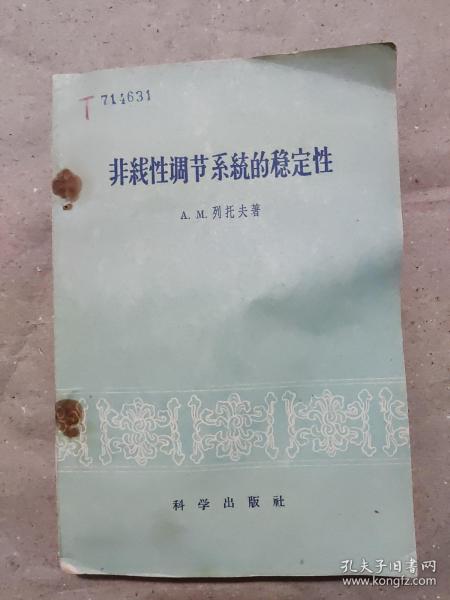 T 714631
非线性调节系統的稳定性
A. M. 列托夫著
科学出版社
孔夫子旧书网
www.kongfz.com